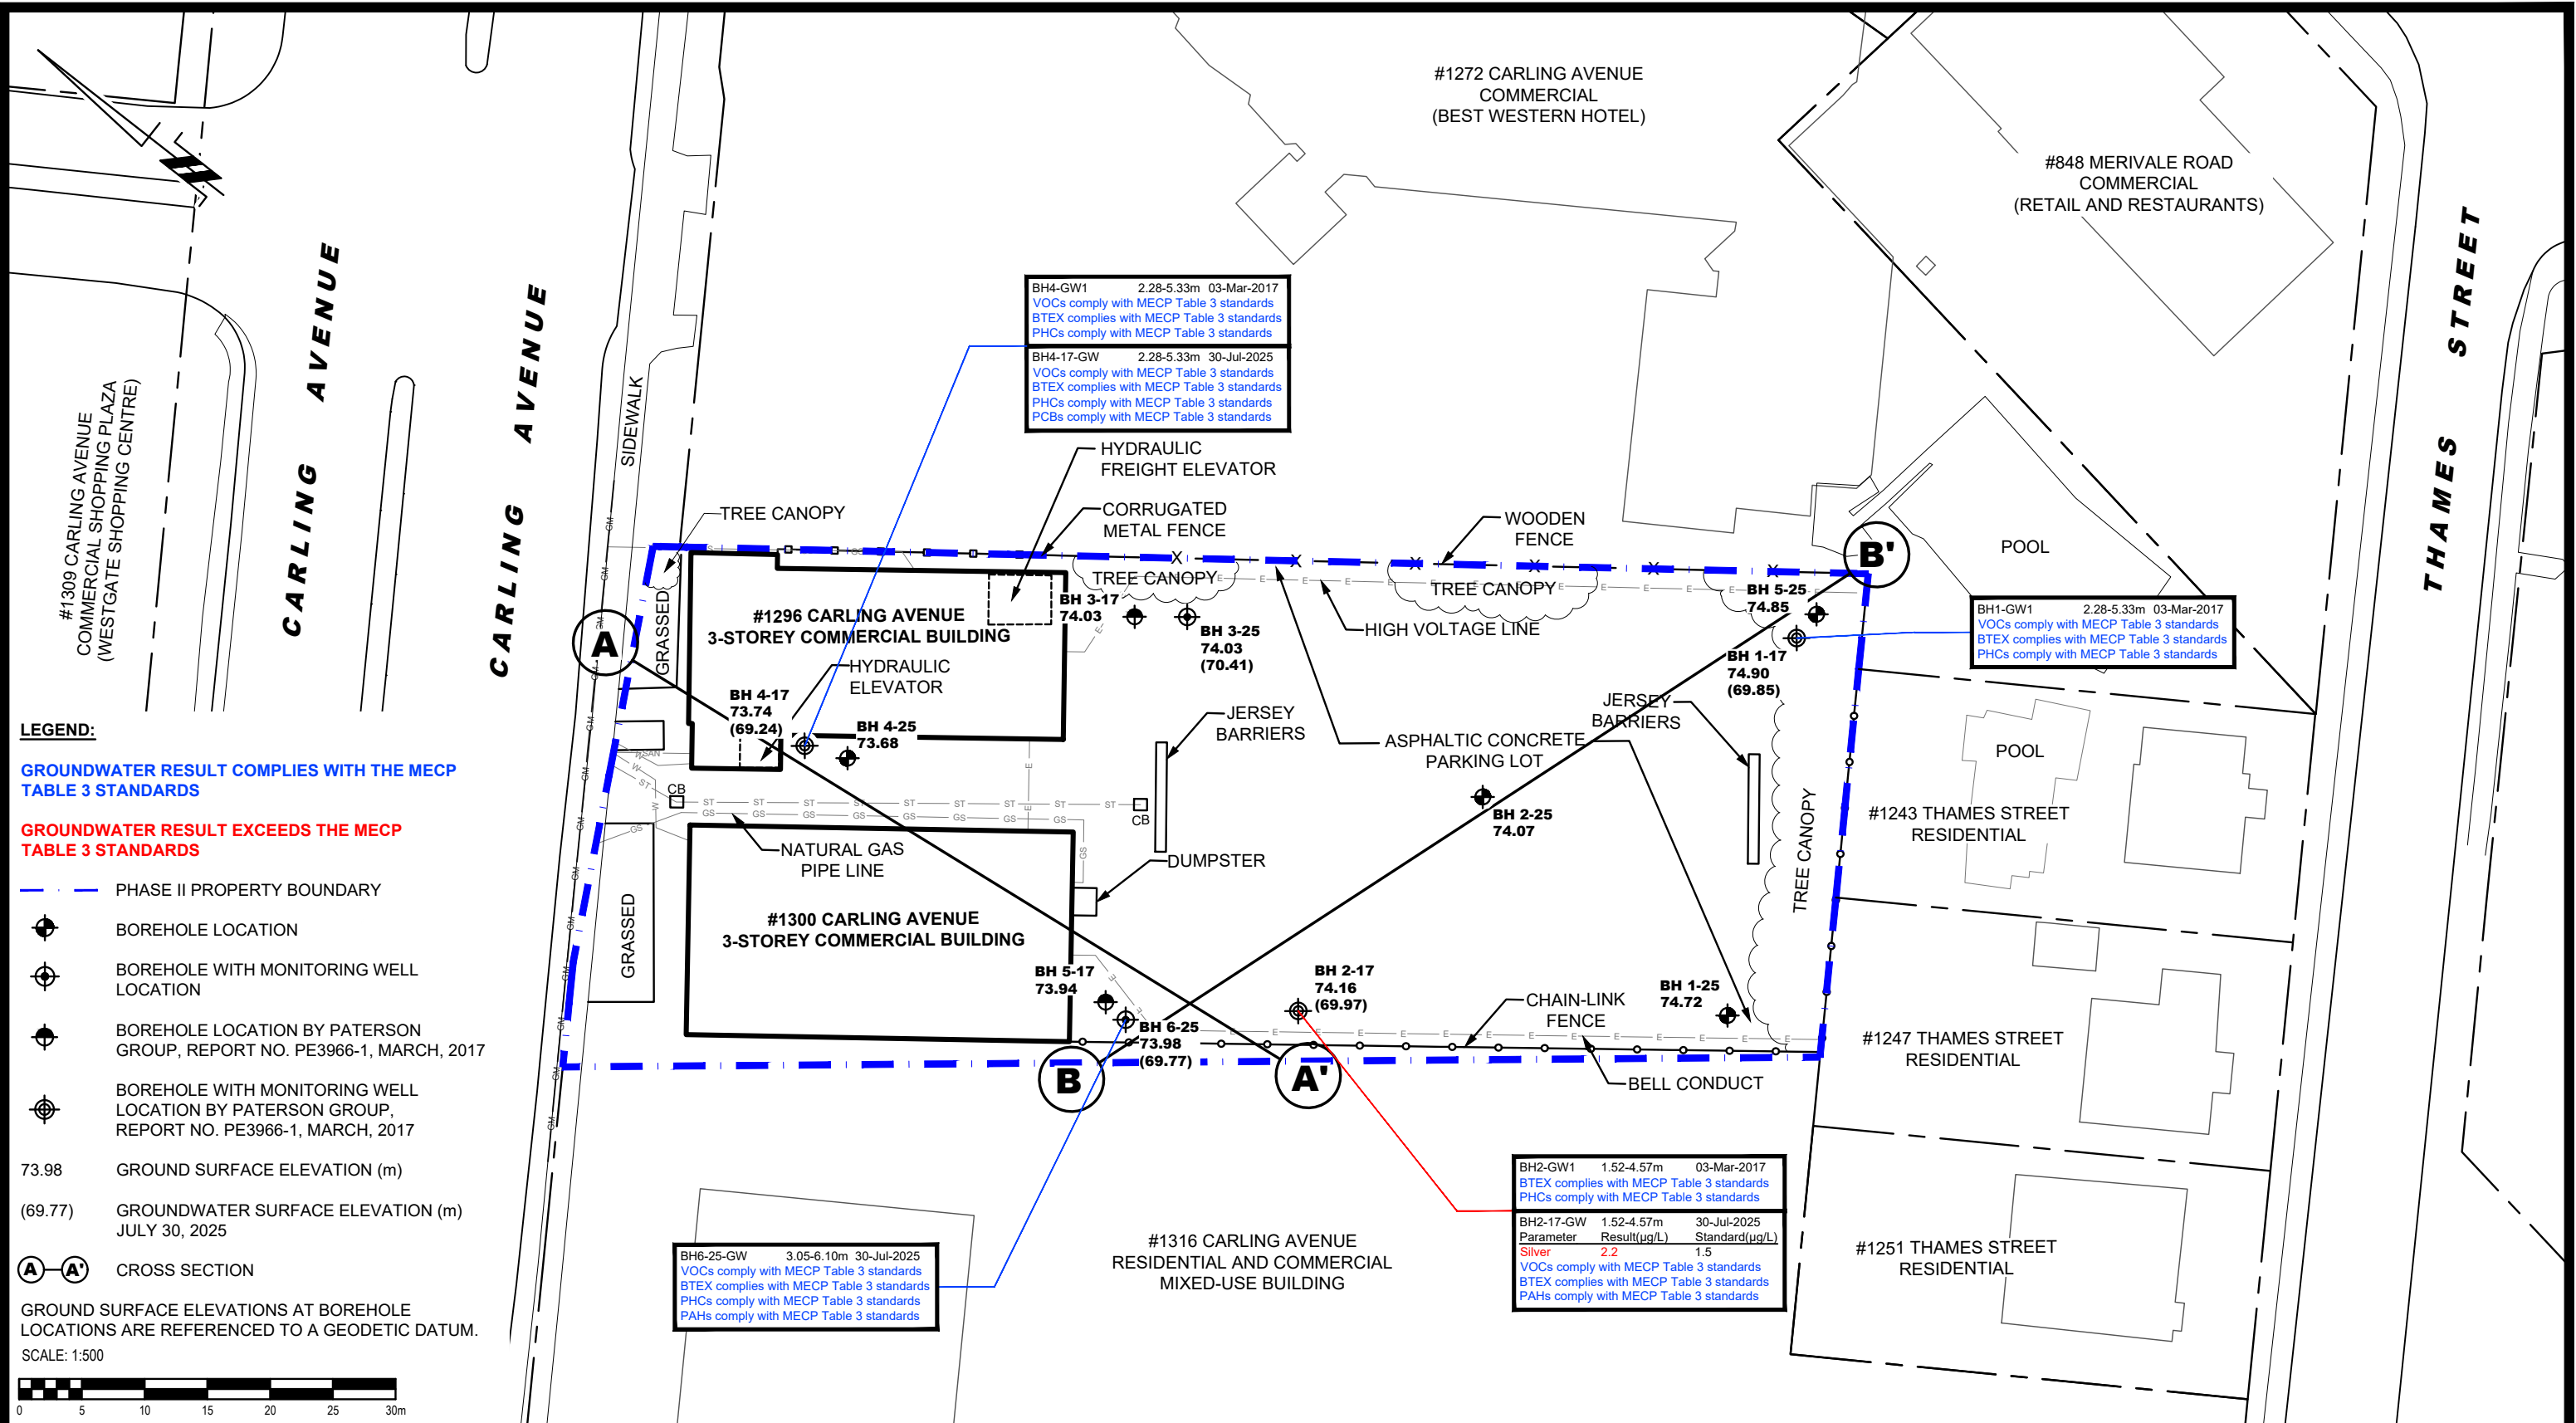 #1272 CARLING AVENUE
COMMERCIAL
(BEST WESTERN HOTEL)
#848 MERIVALE ROAD
COMMERCIAL
(RETAIL AND RESTAURANTS)
THAMES STREET
CARLING AVENUE
CARLING AVENUE
#1309 CARLING AVENUE
COMMERCIAL SHOPPING PLAZA
(WESTGATE SHOPPING CENTRE)
SIDEWALK
BH4-GW1 2.28-5.33m 03-Mar-2017
VOCs comply with MECP Table 3 standards
BTEX complies with MECP Table 3 standards
PHCs comply with MECP Table 3 standards
BH4-17-GW 2.28-5.33m 30-Jul-2025
VOCs comply with MECP Table 3 standards
BTEX complies with MECP Table 3 standards
PHCs comply with MECP Table 3 standards
PCBs comply with MECP Table 3 standards
HYDRAULIC
FREIGHT ELEVATOR
TREE CANOPY
CORRUGATED
METAL FENCE
WOODEN
FENCE
POOL
B'
TREE CANOPY
TREE CANOPY
BH 3-17
74.03
BH 3-25
74.03
(70.41)
HIGH VOLTAGE LINE
BH 5-25
74.85
BH 1-17
74.90
(69.85)
BH1-GW1 2.28-5.33m 03-Mar-2017
VOCs comply with MECP Table 3 standards
BTEX complies with MECP Table 3 standards
PHCs comply with MECP Table 3 standards
#1296 CARLING AVENUE
3-STOREY COMMERCIAL BUILDING
A
GRASSED
HYDRAULIC
ELEVATOR
BH 4-17
73.74
(69.24)
BH 4-25
73.68
JERSEY
BARRIERS
JERSEY
BARRIERS
ASPHALTIC CONCRETE
PARKING LOT
POOL
CB
CB
BH 2-25
74.07
#1243 THAMES STREET
RESIDENTIAL
TREE CANOPY
NATURAL GAS
PIPE LINE
DUMPSTER
#1300 CARLING AVENUE
3-STOREY COMMERCIAL BUILDING
GRASSED
BH 5-17
73.94
BH 6-25
73.98
(69.77)
BH 2-17
74.16
(69.97)
BH 1-25
74.72
CHAIN-LINK
FENCE
#1247 THAMES STREET
RESIDENTIAL
B
A'
BELL CONDUCT
#1316 CARLING AVENUE
RESIDENTIAL AND COMMERCIAL
MIXED-USE BUILDING
BH2-GW1 1.52-4.57m 03-Mar-2017
BTEX complies with MECP Table 3 standards
PHCs comply with MECP Table 3 standards
BH2-17-GW 1.52-4.57m 30-Jul-2025
Parameter Result(µg/L) Standard(µg/L)
Silver 2.2 1.5
VOCs comply with MECP Table 3 standards
BTEX complies with MECP Table 3 standards
PAHs comply with MECP Table 3 standards
#1251 THAMES STREET
RESIDENTIAL
BH6-25-GW 3.05-6.10m 30-Jul-2025
VOCs comply with MECP Table 3 standards
BTEX complies with MECP Table 3 standards
PHCs comply with MECP Table 3 standards
PAHs comply with MECP Table 3 standards
LEGEND:
GROUNDWATER RESULT COMPLIES WITH THE MECP
TABLE 3 STANDARDS
GROUNDWATER RESULT EXCEEDS THE MECP
TABLE 3 STANDARDS
PHASE II PROPERTY BOUNDARY
BOREHOLE LOCATION
BOREHOLE WITH MONITORING WELL
LOCATION
BOREHOLE LOCATION BY PATERSON
GROUP, REPORT NO. PE3966-1, MARCH, 2017
BOREHOLE WITH MONITORING WELL
LOCATION BY PATERSON GROUP,
REPORT NO. PE3966-1, MARCH, 2017
73.98 GROUND SURFACE ELEVATION (m)
(69.77) GROUNDWATER SURFACE ELEVATION (m)
JULY 30, 2025
A A' CROSS SECTION
GROUND SURFACE ELEVATIONS AT BOREHOLE
LOCATIONS ARE REFERENCED TO A GEODETIC DATUM.
SCALE: 1:500
0 5 10 15 20 25 30m